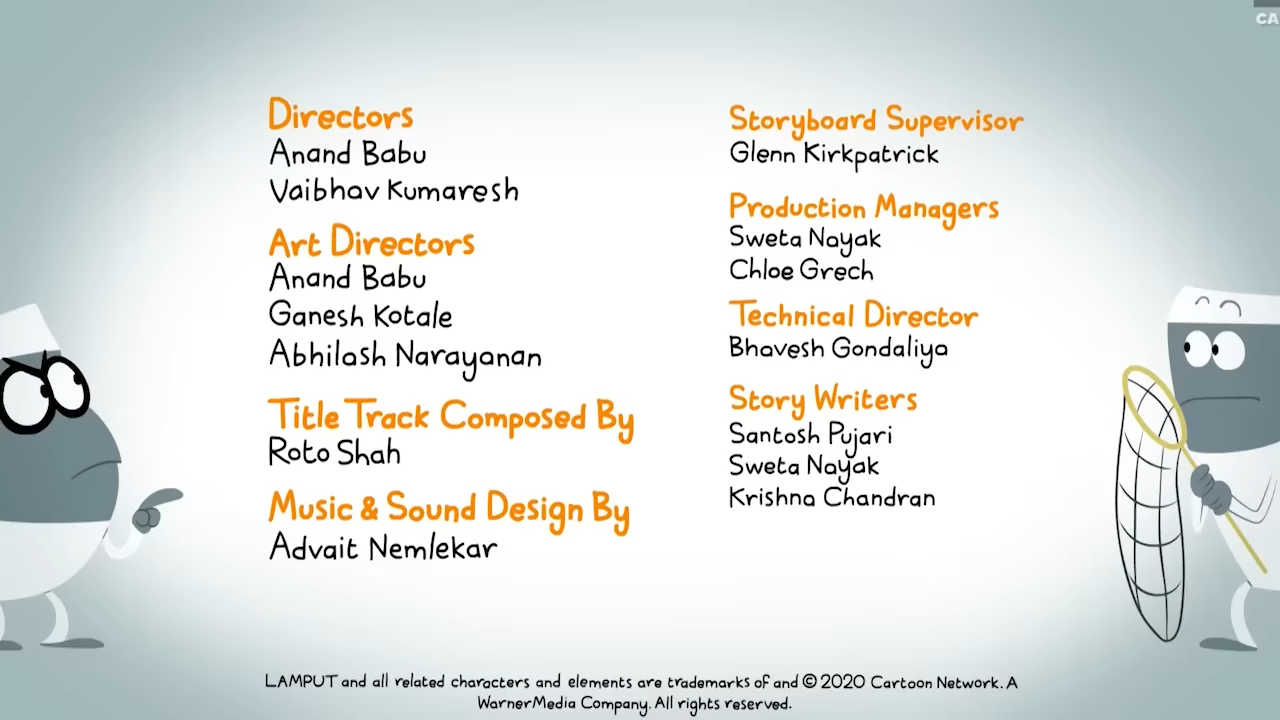 CA
Directors
Anand Babu
Vaibhav Kumaresh
Art Directors
Anand Babu
Ganesh Kotale
Abhilash Narayanan
Title Track Composed By
Roto Shah
Music & Sound Design By
Advait Nemlekar
Storyboard Supervisor
Glenn Kirkpatrick
Production Managers
Sweta Nayak
Chloe Grech
Technical Director
Bhavesh Gondaliya
Story Writers
Santosh Pujari
Sweta Nayak
Krishna Chandran
LAMPUT and all related characters and elements are trademarks of and © 2020 Cartoon Network. A
WarnerMedia Company. All rights reserved.